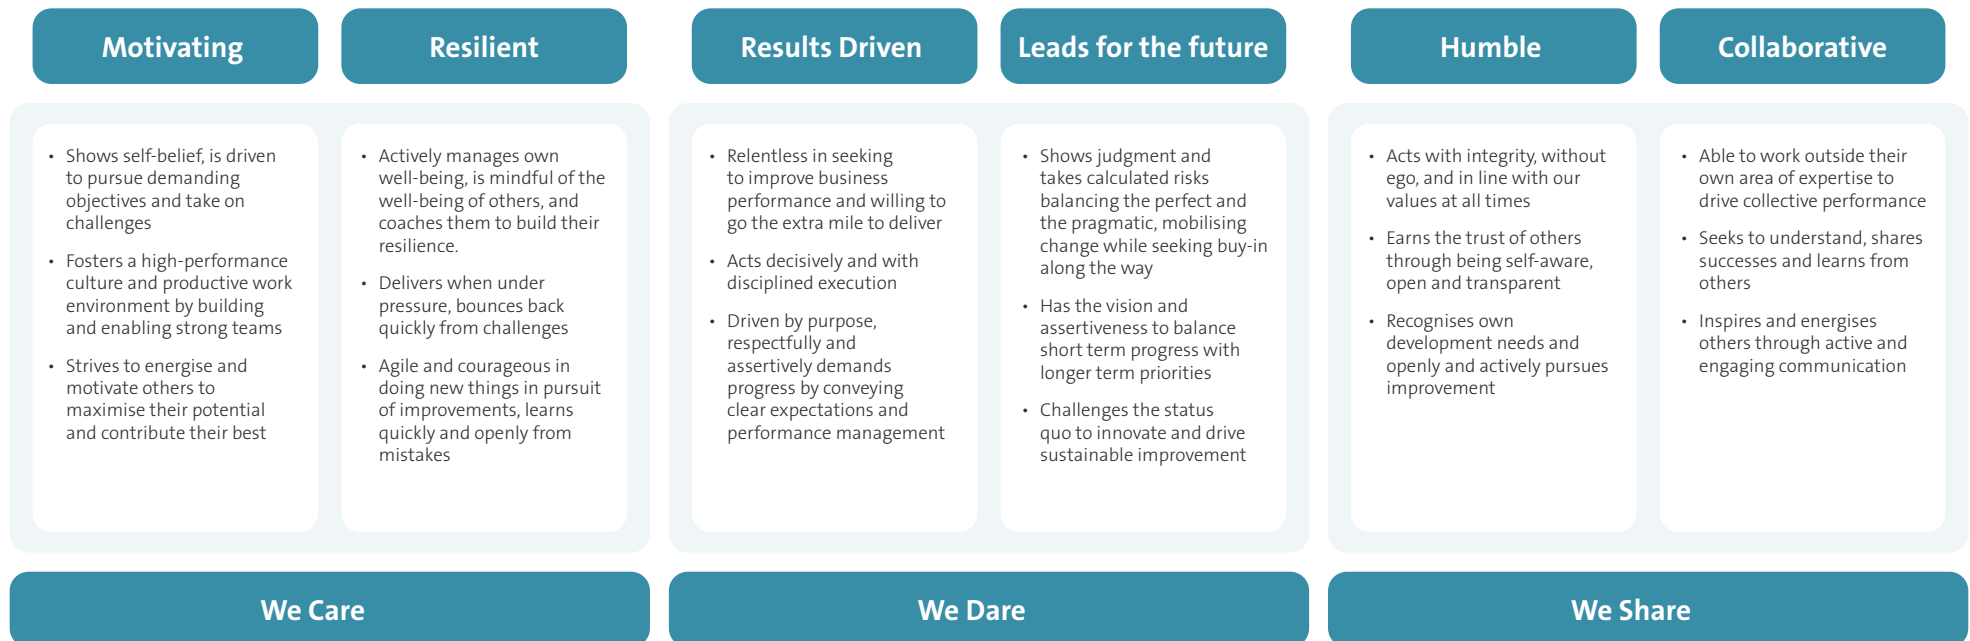 Motivating
Resilient
Results Driven
Leads for the future
Humble
Collaborative
• Shows self-belief, is driven
to pursue demanding
objectives and take on
challenges
• Fosters a high-performance
culture and productive work
environment by building
and enabling strong teams
• Strives to energise and
motivate others to
maximise their potential
and contribute their best
• Actively manages own
well-being, is mindful of the
well-being of others, and
coaches them to build their
resilience.
• Delivers when under
pressure, bounces back
quickly from challenges
• Agile and courageous in
doing new things in pursuit
of improvements, learns
quickly and openly from
mistakes
• Relentless in seeking
to improve business
performance and willing to
go the extra mile to deliver
• Acts decisively and with
disciplined execution
• Driven by purpose,
respectfully and
assertively demands
progress by conveying
clear expectations and
performance management
• Shows judgment and
takes calculated risks
balancing the perfect and
the pragmatic, mobilising
change while seeking buy-in
along the way
• Has the vision and
assertiveness to balance
short term progress with
longer term priorities
• Challenges the status
quo to innovate and drive
sustainable improvement
• Acts with integrity, without
ego, and in line with our
values at all times
• Earns the trust of others
through being self-aware,
open and transparent
• Recognises own
development needs and
openly and actively pursues
improvement
• Able to work outside their
own area of expertise to
drive collective performance
• Seeks to understand, shares
successes and learns from
others
• Inspires and energises
others through active and
engaging communication
We Care
We Dare
We Share